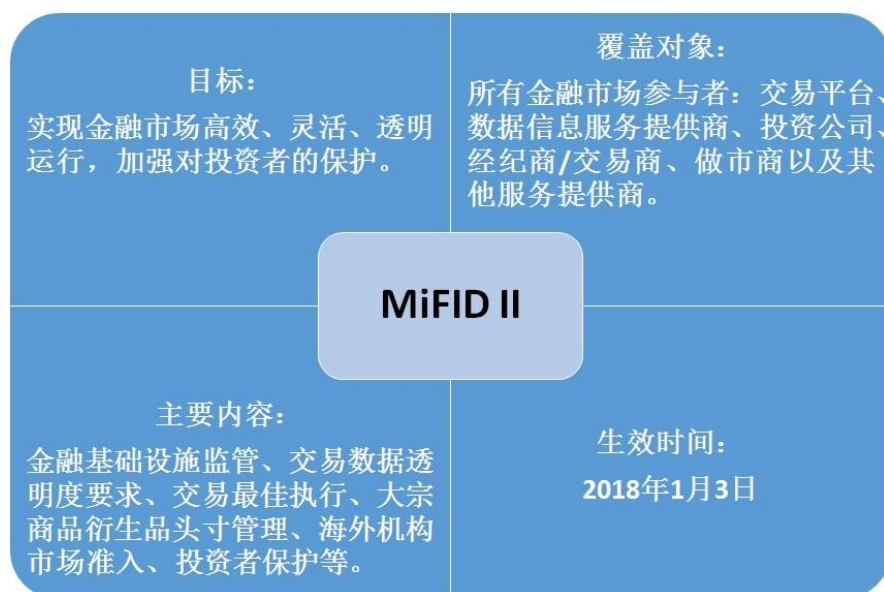 目标：
实现金融市场高效、灵活、透明
运行，加强对投资者的保护。
覆盖对象：
所有金融市场参与者：交易平台、
数据信息服务提供商、投资公司、
经纪商/交易商、做市商以及其
他服务提供商。
MiFID II
主要内容：
金融基础设施监管、交易数据透
明度要求、交易最佳执行、大宗
商品衍生品头寸管理、海外机构
市场准入、投资者保护等。
生效时间：
2018年1月3日